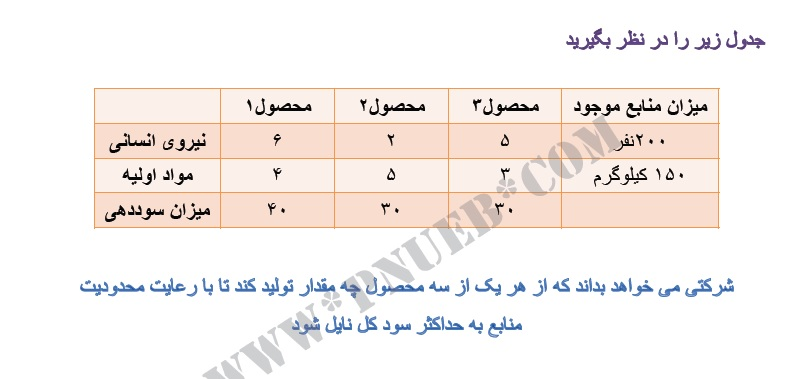 جدول زیر را در نظر بگیرید
محصول۱ محصول۲ محصول۳ میزان منابع موجود
نیروی انسانی ۶ ۲ ۵ ۲۰۰نفر
مواد اولیه ۴ ۵ ۳ ۱۵۰ کیلوگرم
میزان سوددهی ۴۰ ۳۰ ۳۰
شرکتی می خواهد بداند که از هر یک از سه محصول چه مقدار تولید کند تا با رعایت محدودیت
منابع به حداکثر سود کل نایل شود
WWW*PNUEB*COM